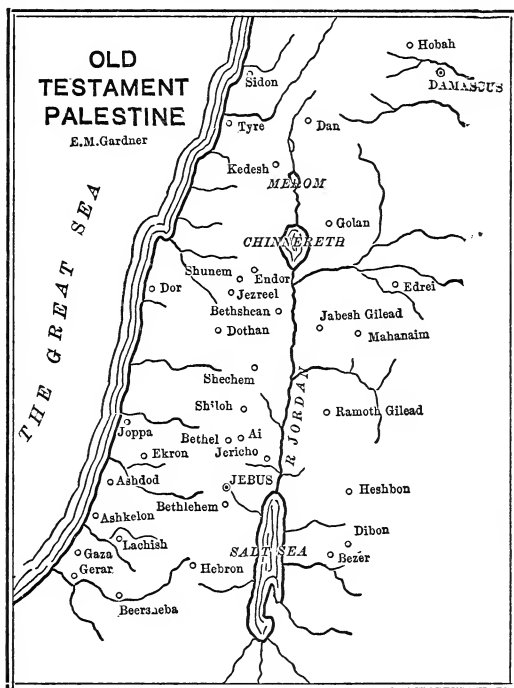 OLD
TESTAMENT
PALESTINE
E.M.Gardner
THE GREAT SEA
Hobah
DAMASCUS
Sidon
Tyre
Dan
Kedesh
MEROM
Golan
CHINNERETH
Shunem
Endor
Dor
Jezreel
Edrei
Bethshean
Jabesh Gilead
Dothan
Mahanaim
Shechem
R JORDAN
Shiloh
Ramoth Gilead
Joppa
Bethel
Ai
Ekron
Jericho
Ashdod
JEBUS
Heshbon
Bethlehem
Ashkelon
Dibon
Lachish
SALT SEA
Gaza
Bezer
Gerar
Hebron
Beersheba